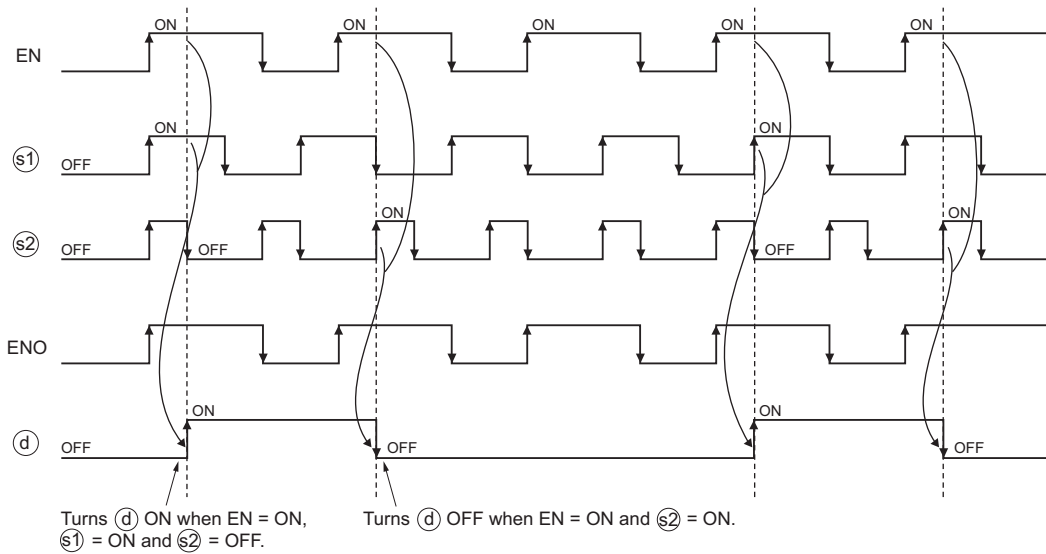 EN
ON
ON
ON
ON
ON
s1
OFF
ON
ON
s2
OFF
OFF
ON
OFF
ON
ENO
d
OFF
ON
OFF
ON
OFF
Turns d ON when EN = ON,
s1 = ON and s2 = OFF.
Turns d OFF when EN = ON and s2 = ON.